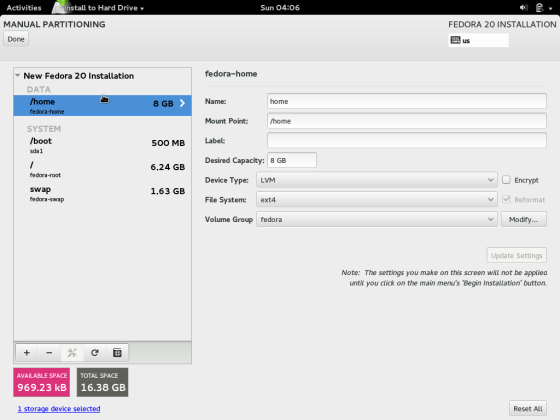 Activities Install to Hard Drive Sun 04:06
MANUAL PARTITIONING FEDORA 20 INSTALLATION
Done us
New Fedora 20 Installation
DATA
/home 8 GB
fedora-home
SYSTEM
/boot 500 MB
sda1
/ 6,24 GB
fedora-root
swap 1,63 GB
fedora-swap
fedora-home
Name: home
Mount Point: /home
Label:
Desired Capacity: 8 GB
Device Type: LVM Encrypt
File System: ext4 Reformat
Volume Group fedora Modify...
Update Settings
Note: The settings you make on this screen will not be applied
until you click on the main menu's 'Begin Installation' button.
AVAILABLE SPACE
969.23 kB
TOTAL SPACE
16.38 GB
1 storage device selected
Reset All